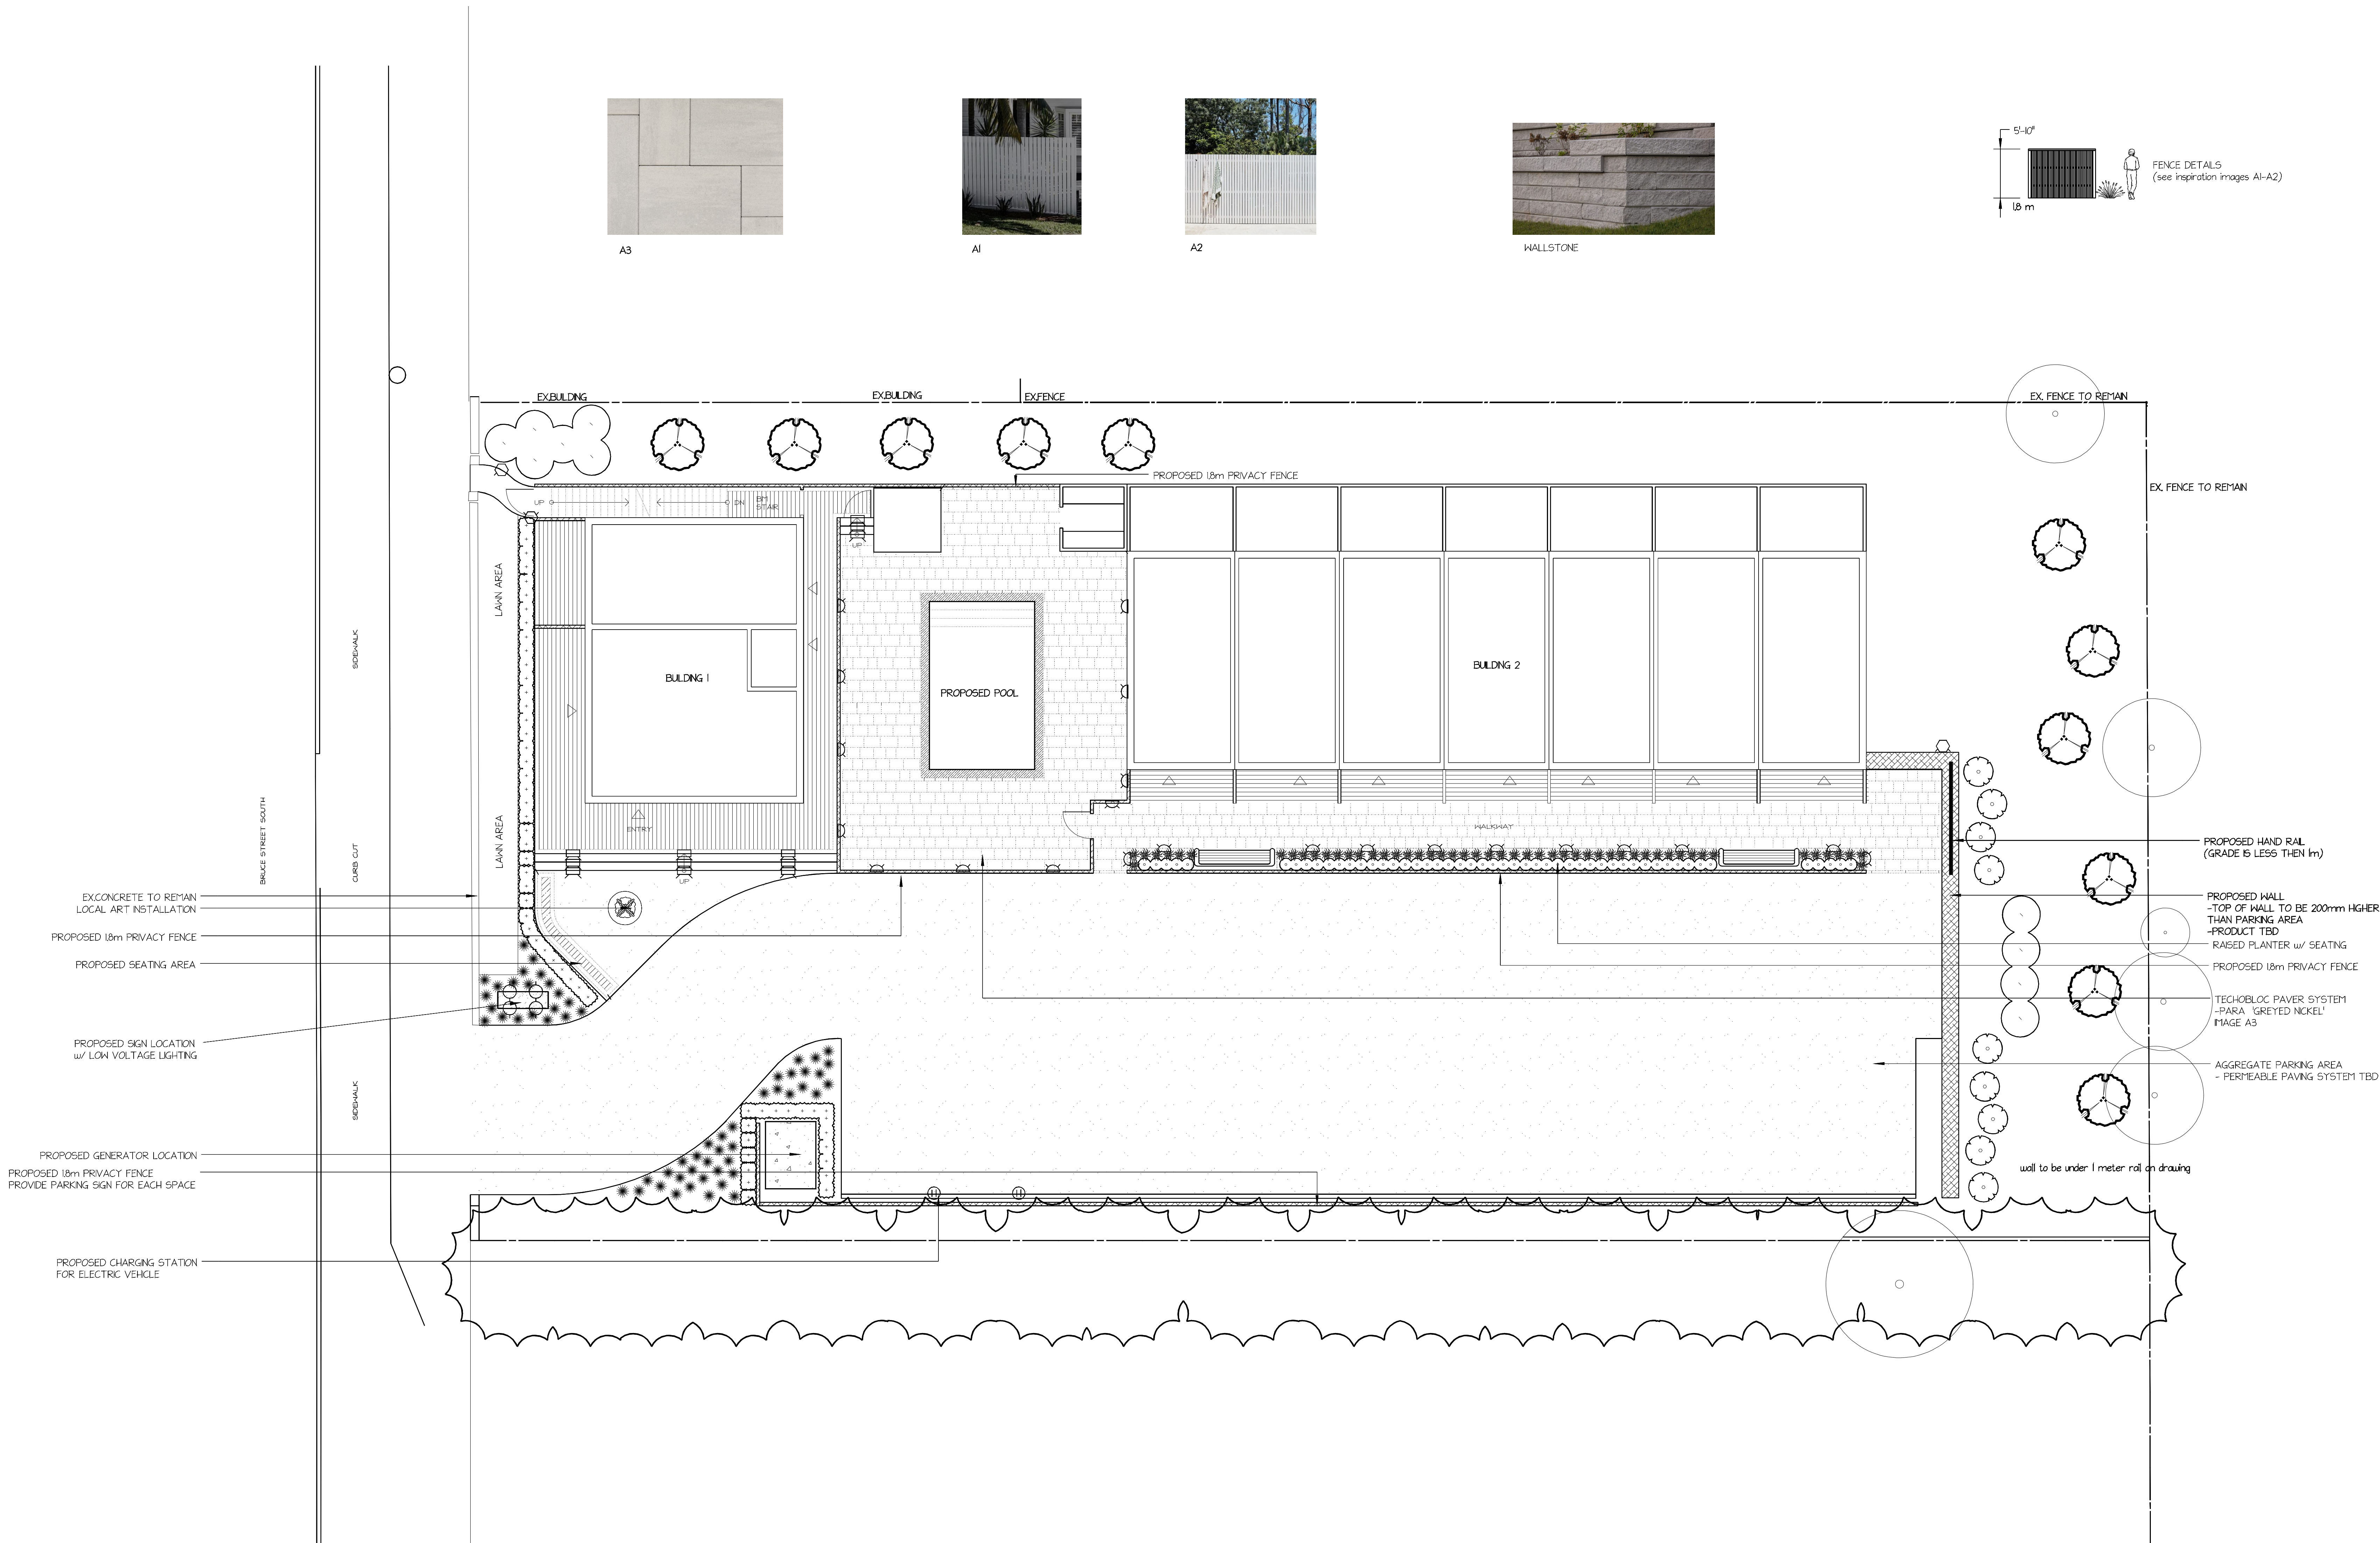 A3
A1
A2
WALLSTONE
5'-10"
1.8 m
FENCE DETAILS
(see inspiration images A1-A2)
EX.BUILDING
EX.BUILDING
EX.FENCE
EX. FENCE TO REMAIN
PROPOSED 1.8m PRIVACY FENCE
EX. FENCE TO REMAIN
UP
DN
BM
STAIR
UP
LAWN AREA
SIDEWALK
BUILDING 1
PROPOSED POOL
BUILDING 2
BRUCE STREET SOUTH
CURB CUT
LAWN AREA
ENTRY
WALKWAY
UP
EX.CONCRETE TO REMAIN
LOCAL ART INSTALLATION
PROPOSED 1.8m PRIVACY FENCE
PROPOSED SEATING AREA
PROPOSED SIGN LOCATION
w/ LOW VOLTAGE LIGHTING
SIDEWALK
PROPOSED GENERATOR LOCATION
PROPOSED 1.8m PRIVACY FENCE
PROVIDE PARKING SIGN FOR EACH SPACE
PROPOSED CHARGING STATION
FOR ELECTRIC VEHICLE
PROPOSED HAND RAIL
(GRADE IS LESS THEN 1m)
PROPOSED WALL
-TOP OF WALL TO BE 200mm HIGHER
THAN PARKING AREA
-PRODUCT TBD
RAISED PLANTER w/ SEATING
PROPOSED 1.8m PRIVACY FENCE
TECHOBLOC PAVER SYSTEM
-PARA 'GREYED NICKEL'
IMAGE A3
AGGREGATE PARKING AREA
- PERMEABLE PAVING SYSTEM TBD
wall to be under 1 meter rail on drawing